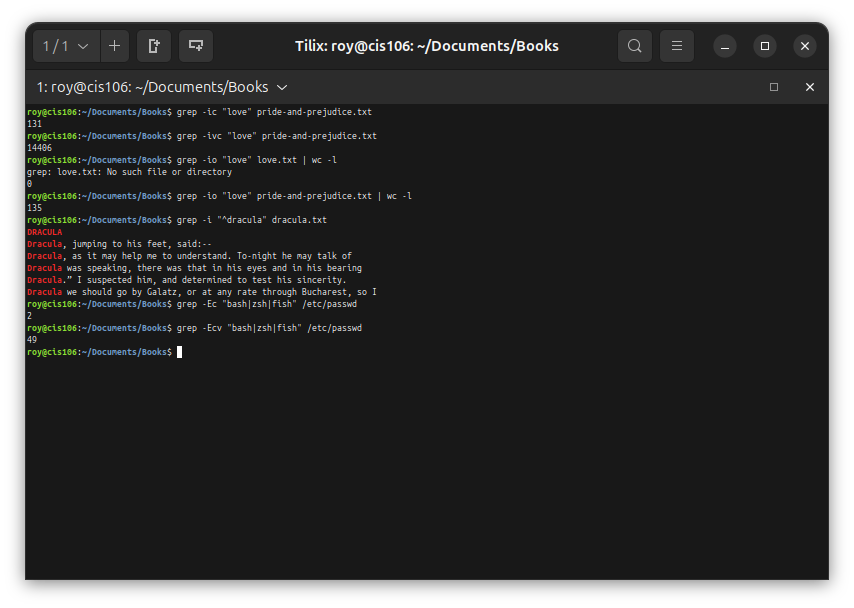 1 / 1
Tilix: roy@cis106: ~/Documents/Books
1: roy@cis106: ~/Documents/Books
roy@cis106:~/Documents/Books$ grep -ic "love" pride-and-prejudice.txt
131
roy@cis106:~/Documents/Books$ grep -ivc "love" pride-and-prejudice.txt
14406
roy@cis106:~/Documents/Books$ grep -io "love" love.txt | wc -l
grep: love.txt: No such file or directory
0
roy@cis106:~/Documents/Books$ grep -io "love" pride-and-prejudice.txt | wc -l
135
roy@cis106:~/Documents/Books$ grep -i "^dracula" dracula.txt
DRACULA
Dracula, jumping to his feet, said:--
Dracula, as it may help me to understand. To-night he may talk of
Dracula was speaking, there was that in his eyes and in his bearing
Dracula.” I suspected him, and determined to test his sincerity.
Dracula we should go by Galatz, or at any rate through Bucharest, so I
roy@cis106:~/Documents/Books$ grep -Ec "bash|zsh|fish" /etc/passwd
2
roy@cis106:~/Documents/Books$ grep -Ecv "bash|zsh|fish" /etc/passwd
49
roy@cis106:~/Documents/Books$